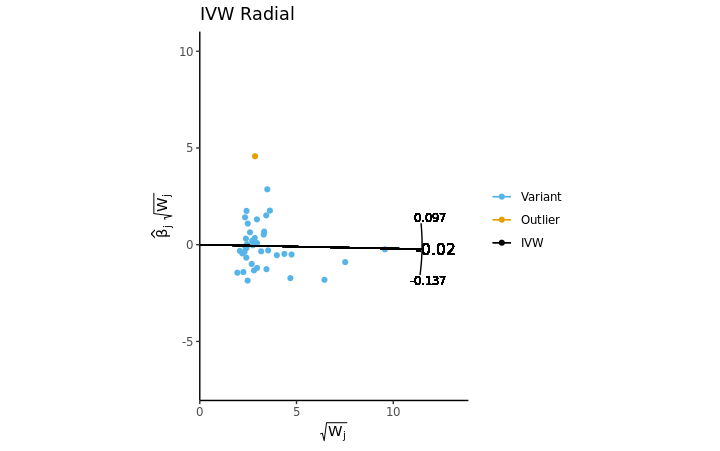 IVW Radial
10
5
0
-5
β̂j √Wj
0.097
-0.02
-0.137
0
5
10
√Wj
Variant
Outlier
IVW